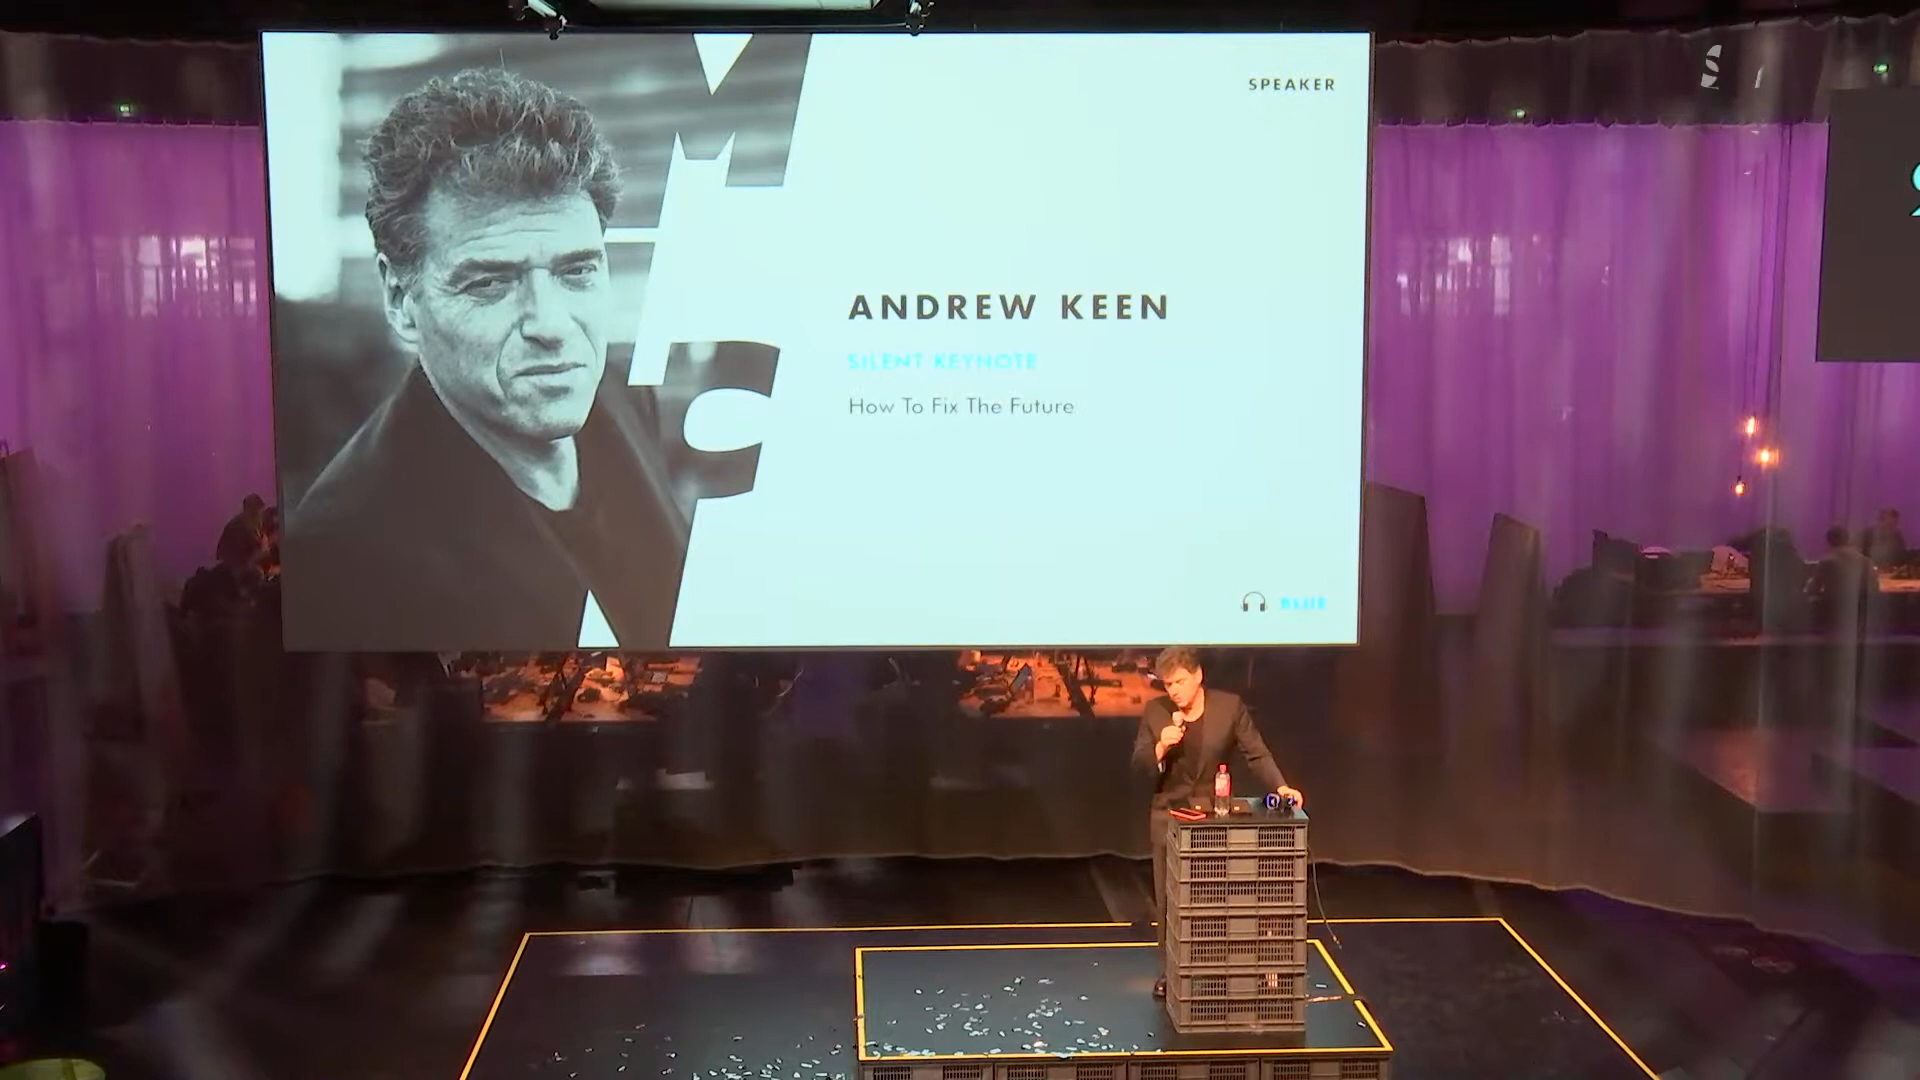 SPEAKER
ANDREW KEEN
SILENT KEYNOTE
How To Fix The Future
BLUE